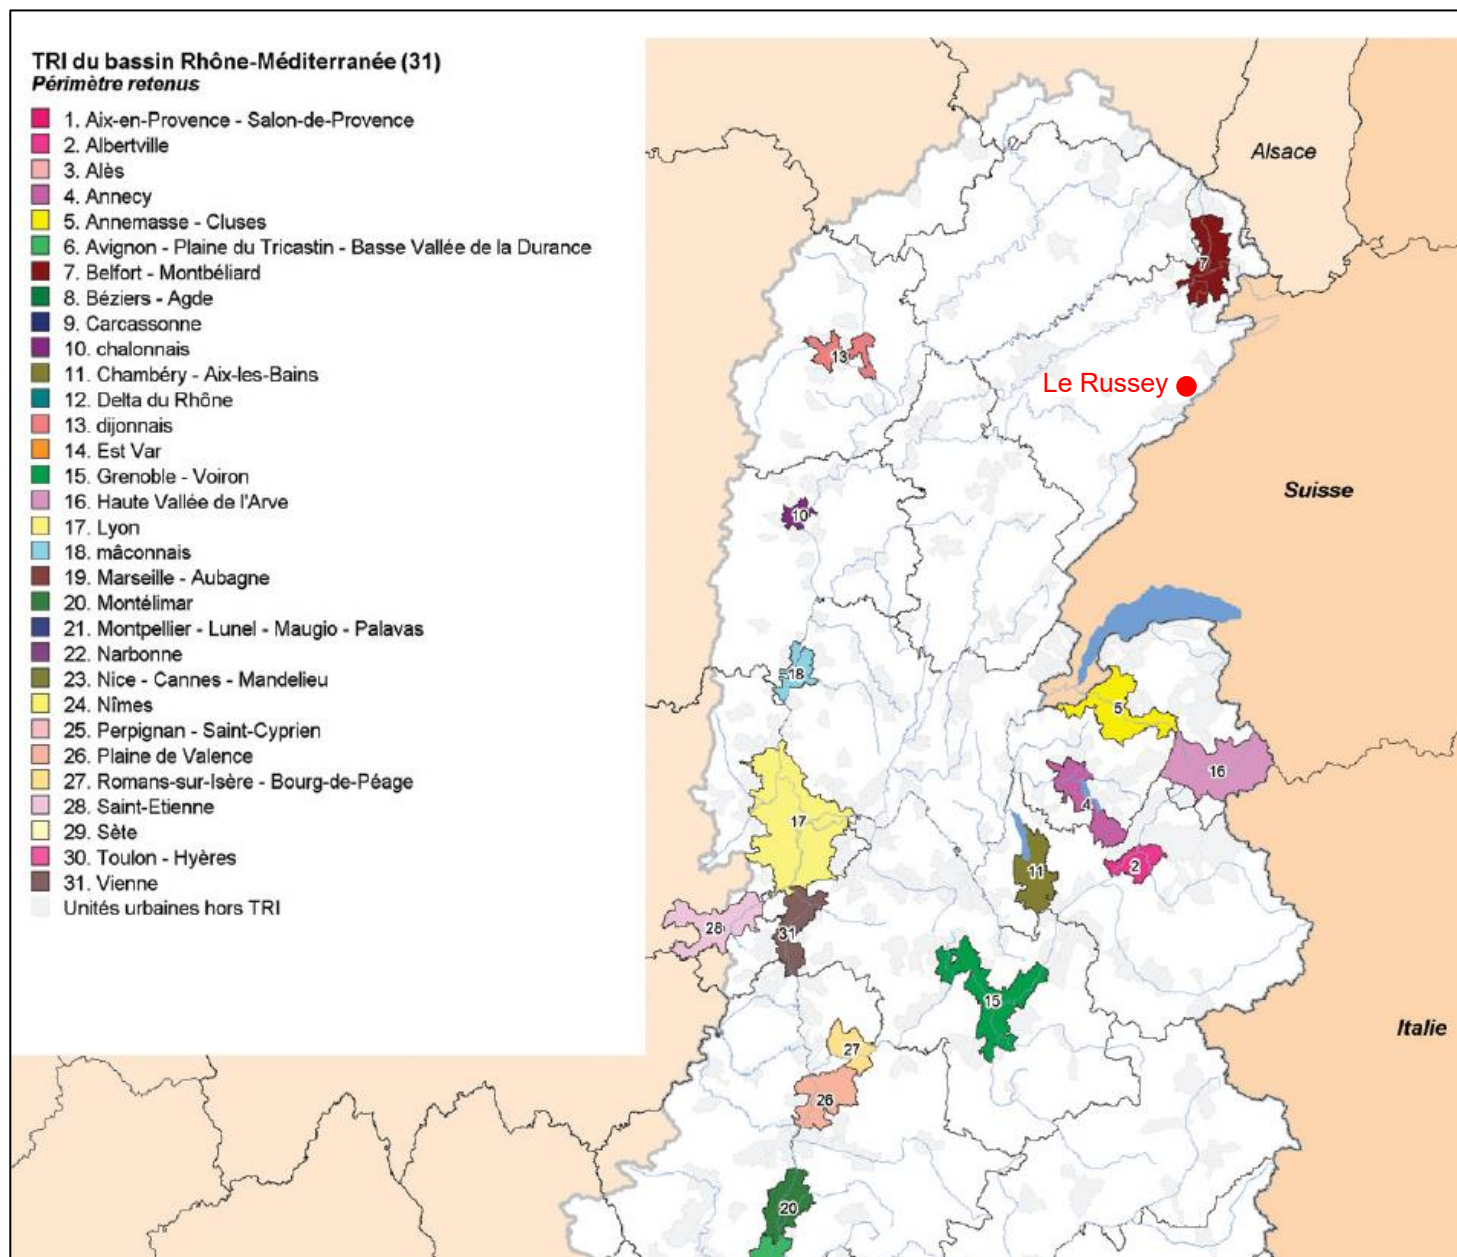 TRI du bassin Rhône-Méditerranée (31)
Périmètre retenus
1. Aix-en-Provence - Salon-de-Provence
2. Albertville
3. Alès
4. Annecy
5. Annemasse - Cluses
6. Avignon - Plaine du Tricastin - Basse Vallée de la Durance
7. Belfort - Montbéliard
8. Béziers - Agde
9. Carcassonne
10. chalonnais
11. Chambéry - Aix-les-Bains
12. Delta du Rhône
13. dijonnais
14. Est Var
15. Grenoble - Voiron
16. Haute Vallée de l'Arve
17. Lyon
18. mâconnais
19. Marseille - Aubagne
20. Montélimar
21. Montpellier - Lunel - Maugio - Palavas
22. Narbonne
23. Nice - Cannes - Mandelieu
24. Nîmes
25. Perpignan - Saint-Cyprien
26. Plaine de Valence
27. Romans-sur-Isère - Bourg-de-Péage
28. Saint-Etienne
29. Sète
30. Toulon - Hyères
31. Vienne
Unités urbaines hors TRI
Alsace
7
13
Le Russey
Suisse
10
18
5
16
4
17
2
11
28
31
15
Italie
27
26
20